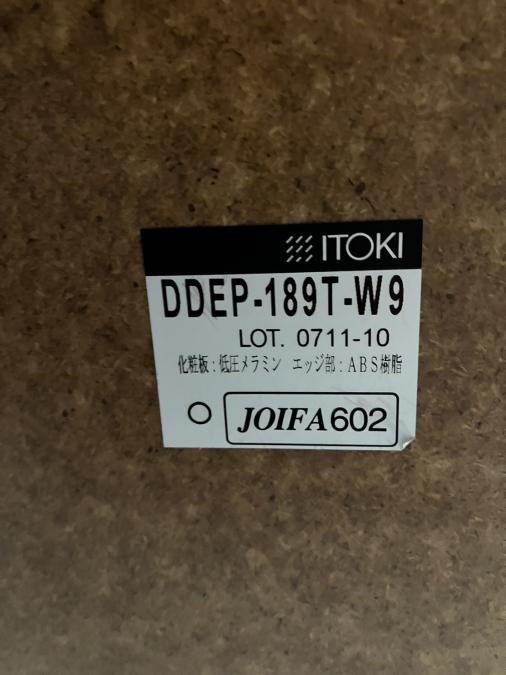 ITOKI
DDEP-189T-W9
LOT. 0711-10
化粧板：低圧メラミン エッジ部：ABS樹脂
○ JOIFA602